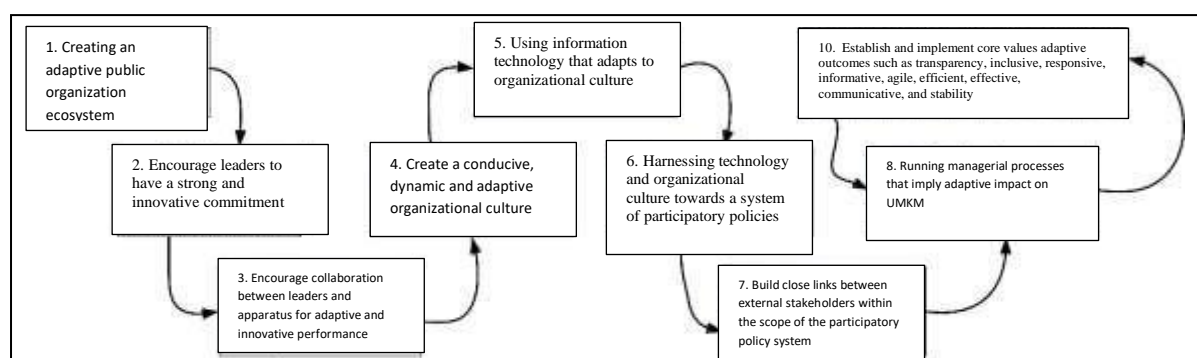 1. Creating an
adaptive public
organization
ecosystem
2. Encourage leaders to
have a strong and
innovative commitment
3. Encourage collaboration
between leaders and
apparatus for adaptive and
innovative performance
4. Create a conducive,
dynamic and adaptive
organizational culture
5. Using information
technology that adapts to
organizational culture
6. Harnessing technology
and organizational
culture towards a
system of participatory
policies
7. Build close links between
external stakeholders within
the scope of the participatory
policy system
8. Running managerial processes
that imply adaptive impact on
UMKM
10. Establish and implement core values adaptive
outcomes such as transparency, inclusive, responsive,
informative, agile, efficient, effective,
communicative, and stability